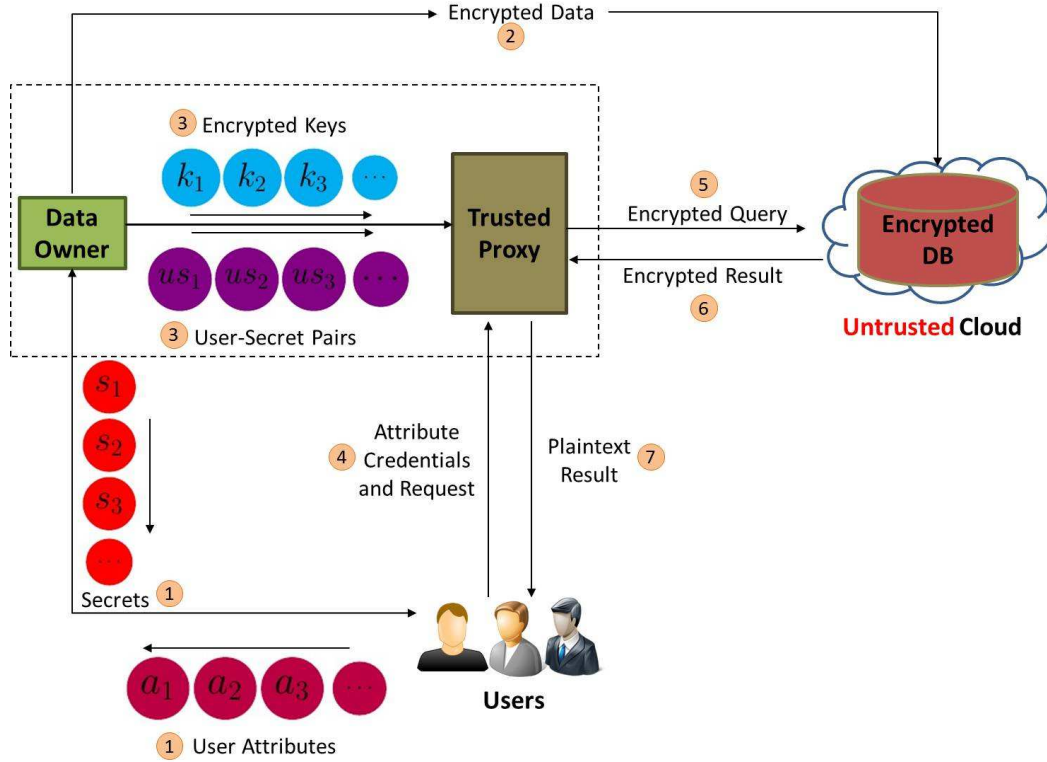 Encrypted Data
2
3 Encrypted Keys
k₁ k₂ k₃ ...
Data
Owner
Trusted
Proxy
us₁ us₂ us₃ ...
3 User-Secret Pairs
5
Encrypted Query
Encrypted Result
6
Encrypted
DB
Untrusted Cloud
s₁
s₂
s₃
...
Secrets 1
4 Attribute
Credentials
and Request
Plaintext 7
Result
a₁ a₂ a₃ ...
1 User Attributes
Users